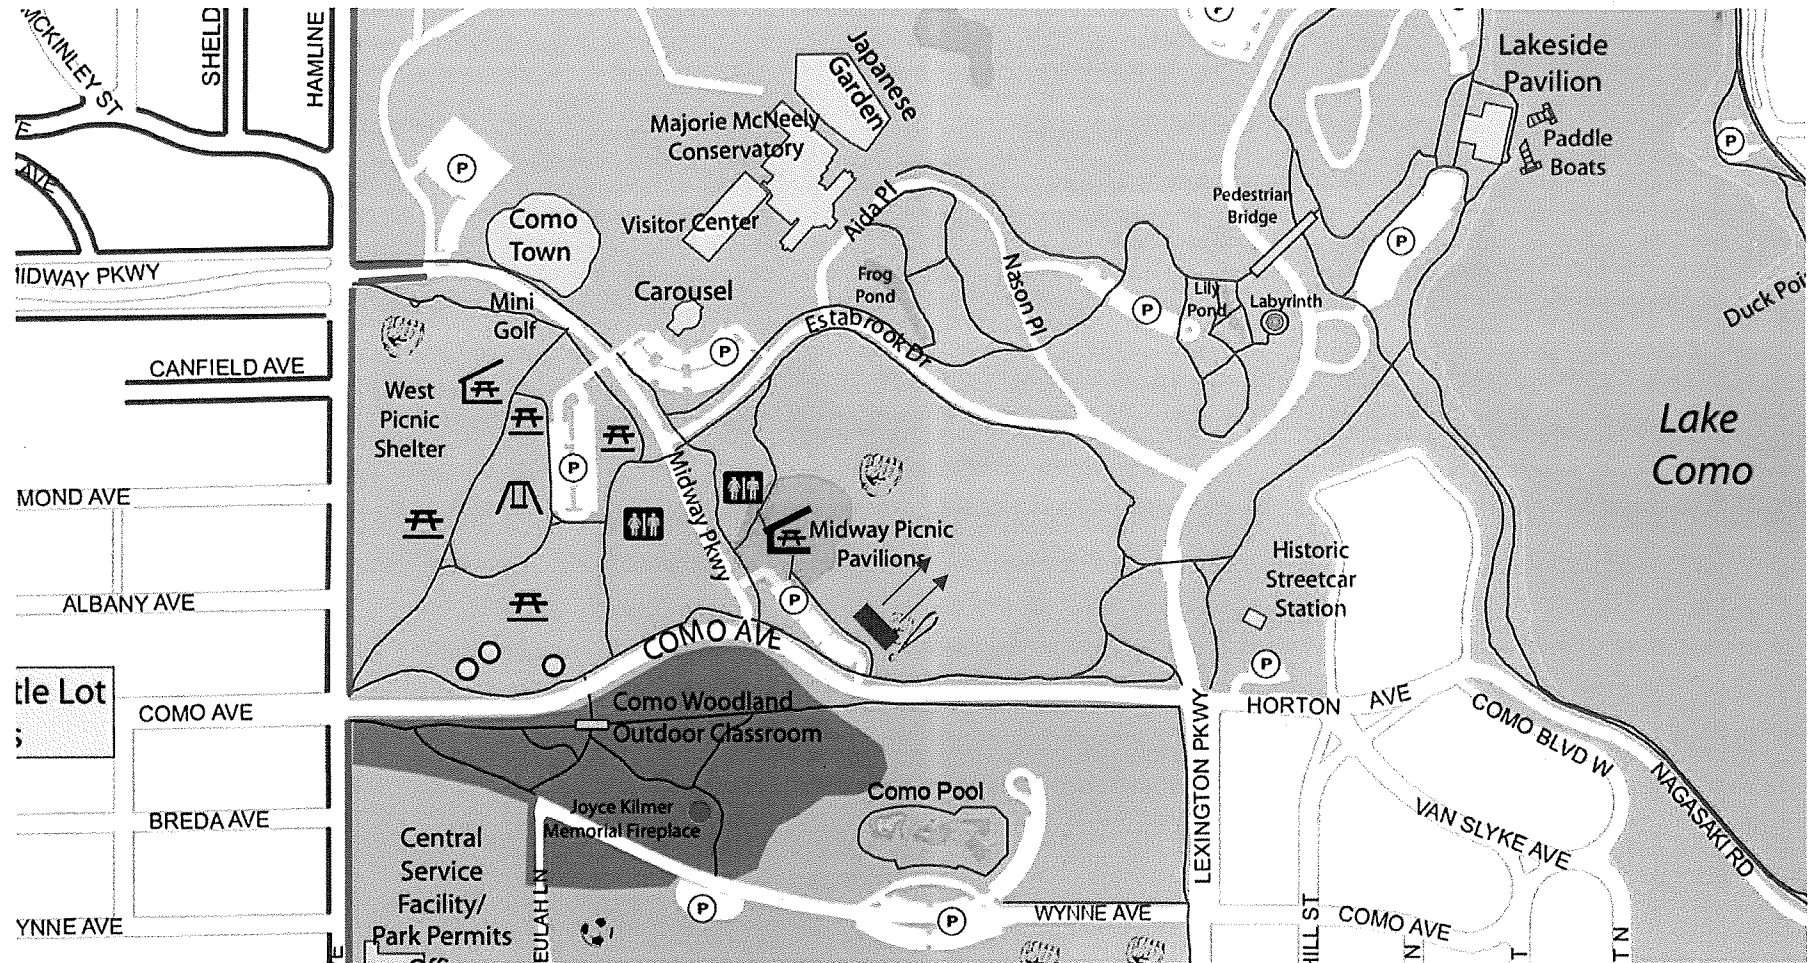 MCKINLEY ST
SHELD
HAMLINE
P
Japanese
Garden
Lakeside
Pavilion
Paddle
Boats
P
E
AVE
P
Majorie McNeely
Conservatory
Visitor Center
Aida Pl
Como
Town
Pedestrian
Bridge
P
MIDWAY PKWY
Mini
Golf
Carousel
Frog
Pond
Nason Pl
P
Lily
Pond
Labyrinth
Duck Poi
Estabrook Dr
P
CANFIELD AVE
West
Picnic
Shelter
P
Lake
Como
MOND AVE
Midway Pkwy
Midway Picnic
Pavilions
Historic
Streetcar
Station
ALBANY AVE
P
COMO AVE
P
tle Lot
s
COMO AVE
Como Woodland
Outdoor Classroom
LEXINGTON PKWY
HORTON AVE
COMO BLVD W
NAGASAKI RD
BREDA AVE
Joyce Kilmer
Memorial Fireplace
Como Pool
VAN SLYKE AVE
Central
Service
Facility/
Park Permits
Offi
EULAH LN
P
P
WYNNE AVE
YNNE AVE
HILL ST
COMO AVE
E
N
T
T N